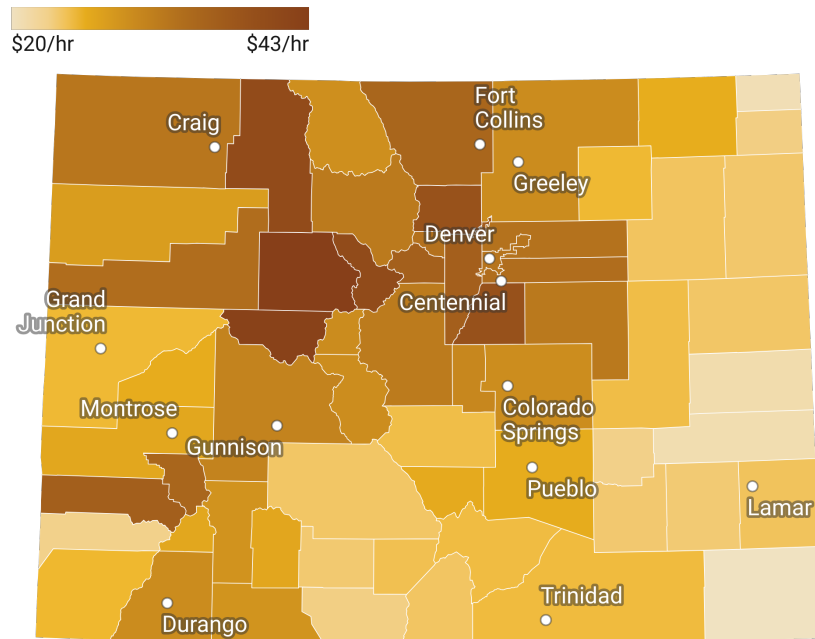 $20/hr
$43/hr
Fort
Collins
Craig
Greeley
Denver
Centennial
Grand
Junction
Montrose
Gunnison
Colorado
Springs
Pueblo
Lamar
Trinidad
Durango